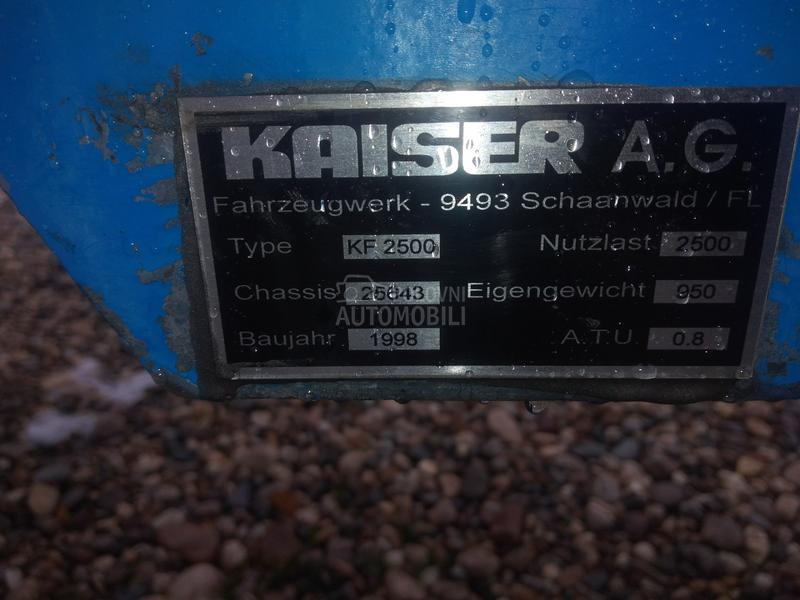 KAISER A.G.
Fahrzeugwerk - 9493 Schaanwald / FL
Type KF 2500 Nutzlast 2500
Chassis 25643 Eigengewicht 950
Baujahr 1998 A.T.U. 0.8
AUTOMOBILI